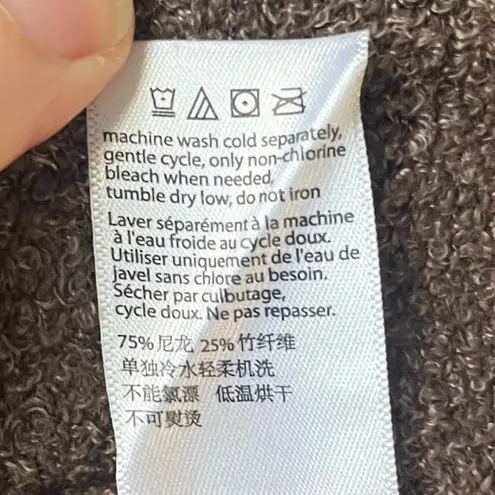 machine wash cold separately,
gentle cycle, only non-chlorine
bleach when needed,
tumble dry low, do not iron
Laver séparément à la machine
à l'eau froide au cycle doux.
Utiliser uniquement de l'eau de
javel sans chlore au besoin.
Sécher par culbutage,
cycle doux. Ne pas repasser.
75%尼龙 25%竹纤维
单独冷水轻柔机洗
不能氯漂 低温烘干
不可熨烫